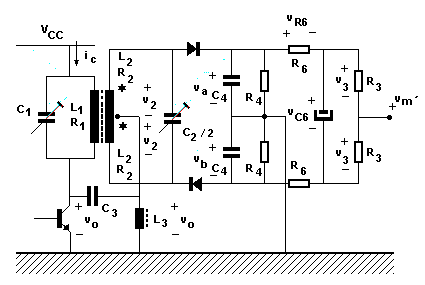 V_CC
i_c
C_1
L_1
R_1
L_2
R_2
+
v_2
−
*
+
v_2
−
L_2
R_2
C_2/2
v_a
C_4
v_b
C_4
R_4
R_4
v_R6
+ −
R_6
R_6
+
v_C6
−
+
v_3
−
R_3
+
v_3
−
R_3
+v_m'
C_3
+
v_o
−
L_3
+
v_o
−